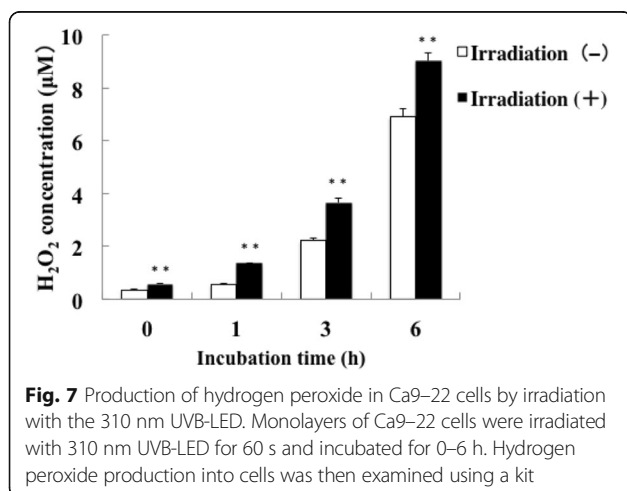 10
8
6
4
2
0
H₂O₂ concentration (μM)
**
**
**
**
Irradiation (−)
Irradiation (+)
0 1 3 6
Incubation time (h)
Fig. 7 Production of hydrogen peroxide in Ca9–22 cells by irradiation
with the 310 nm UVB-LED. Monolayers of Ca9–22 cells were irradiated
with 310 nm UVB-LED for 60 s and incubated for 0–6 h. Hydrogen
peroxide production into cells was then examined using a kit